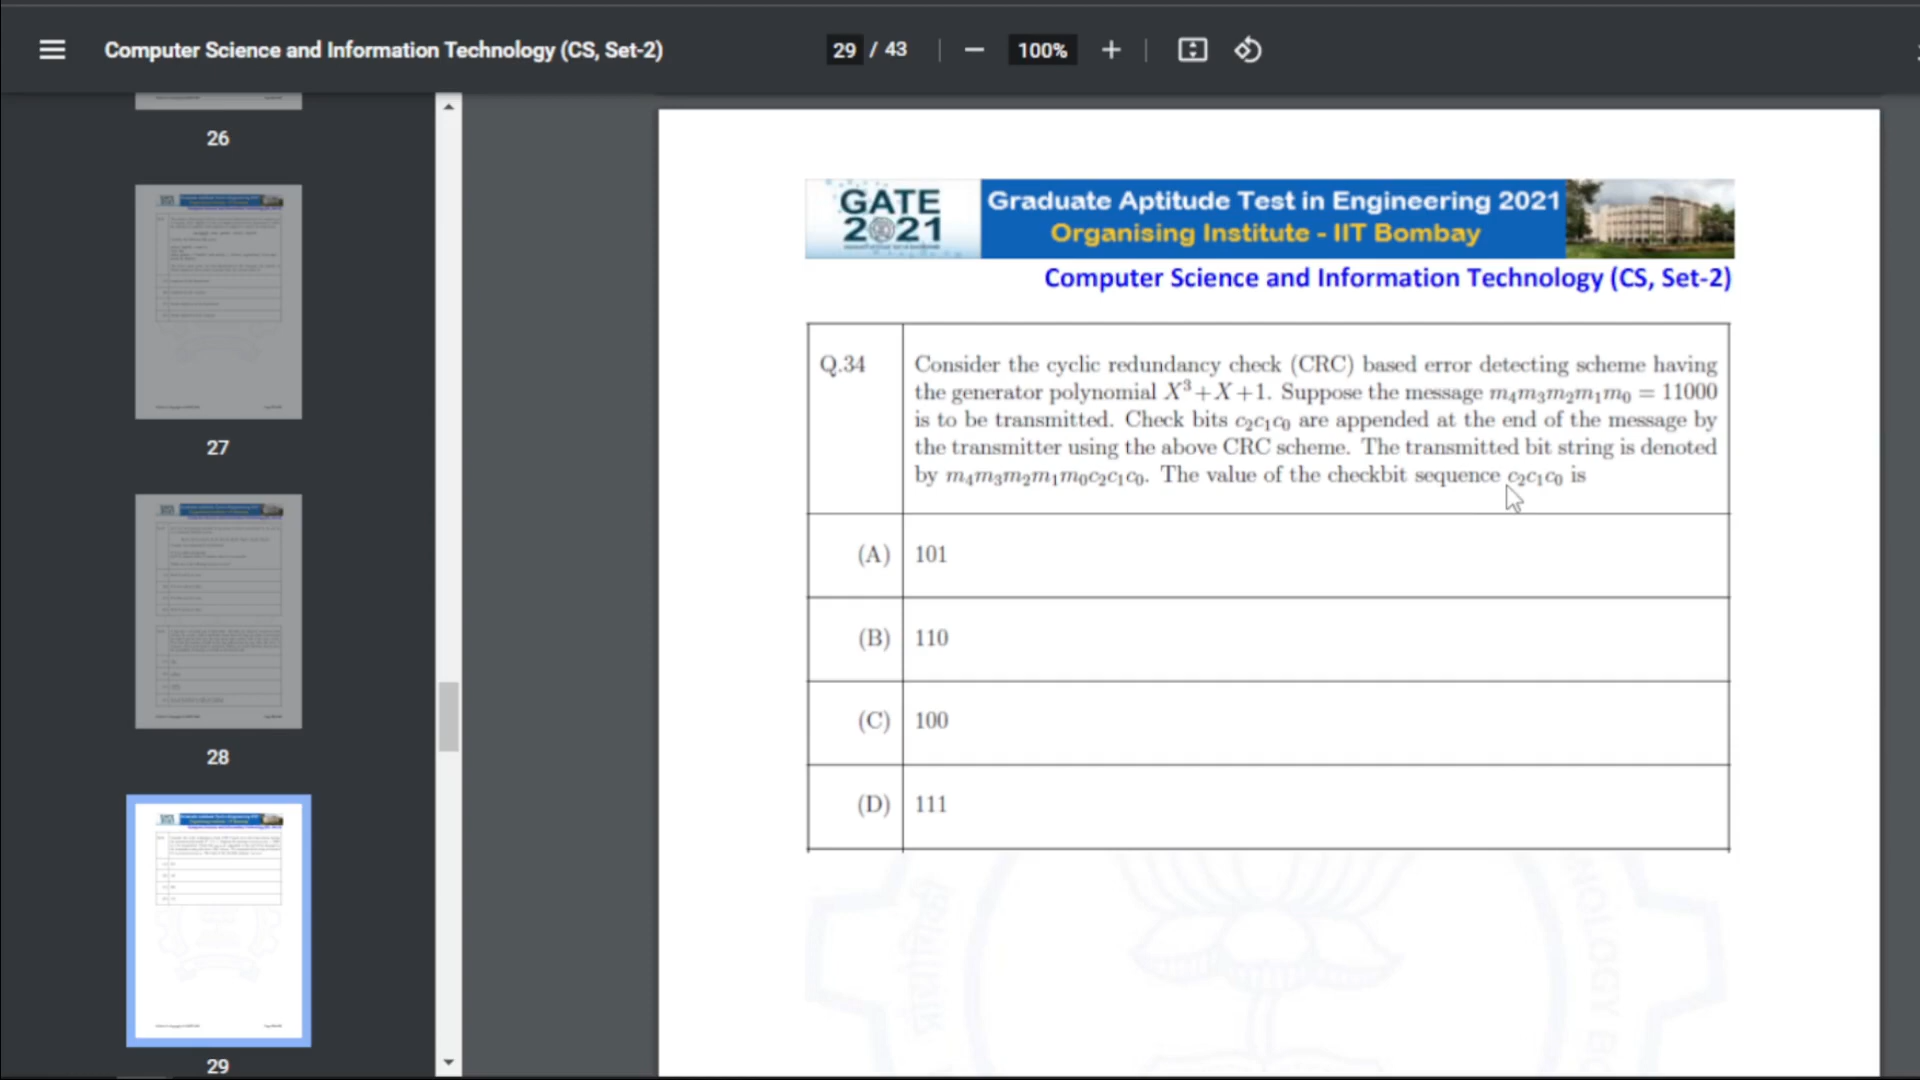 Computer Science and Information Technology (CS, Set-2)
29 / 43
100%
26
27
28
29
GATE
2021
Graduate Aptitude Test in Engineering 2021
Organising Institute - IIT Bombay
Computer Science and Information Technology (CS, Set-2)
Q.34
Consider the cyclic redundancy check (CRC) based error detecting scheme having
the generator polynomial X³+X+1. Suppose the message m₄m₃m₂m₁m₀ = 11000
is to be transmitted. Check bits c₂c₁c₀ are appended at the end of the message by
the transmitter using the above CRC scheme. The transmitted bit string is denoted
by m₄m₃m₂m₁m₀c₂c₁c₀. The value of the checkbit sequence c₂c₁c₀ is
(A) 101
(B) 110
(C) 100
(D) 111